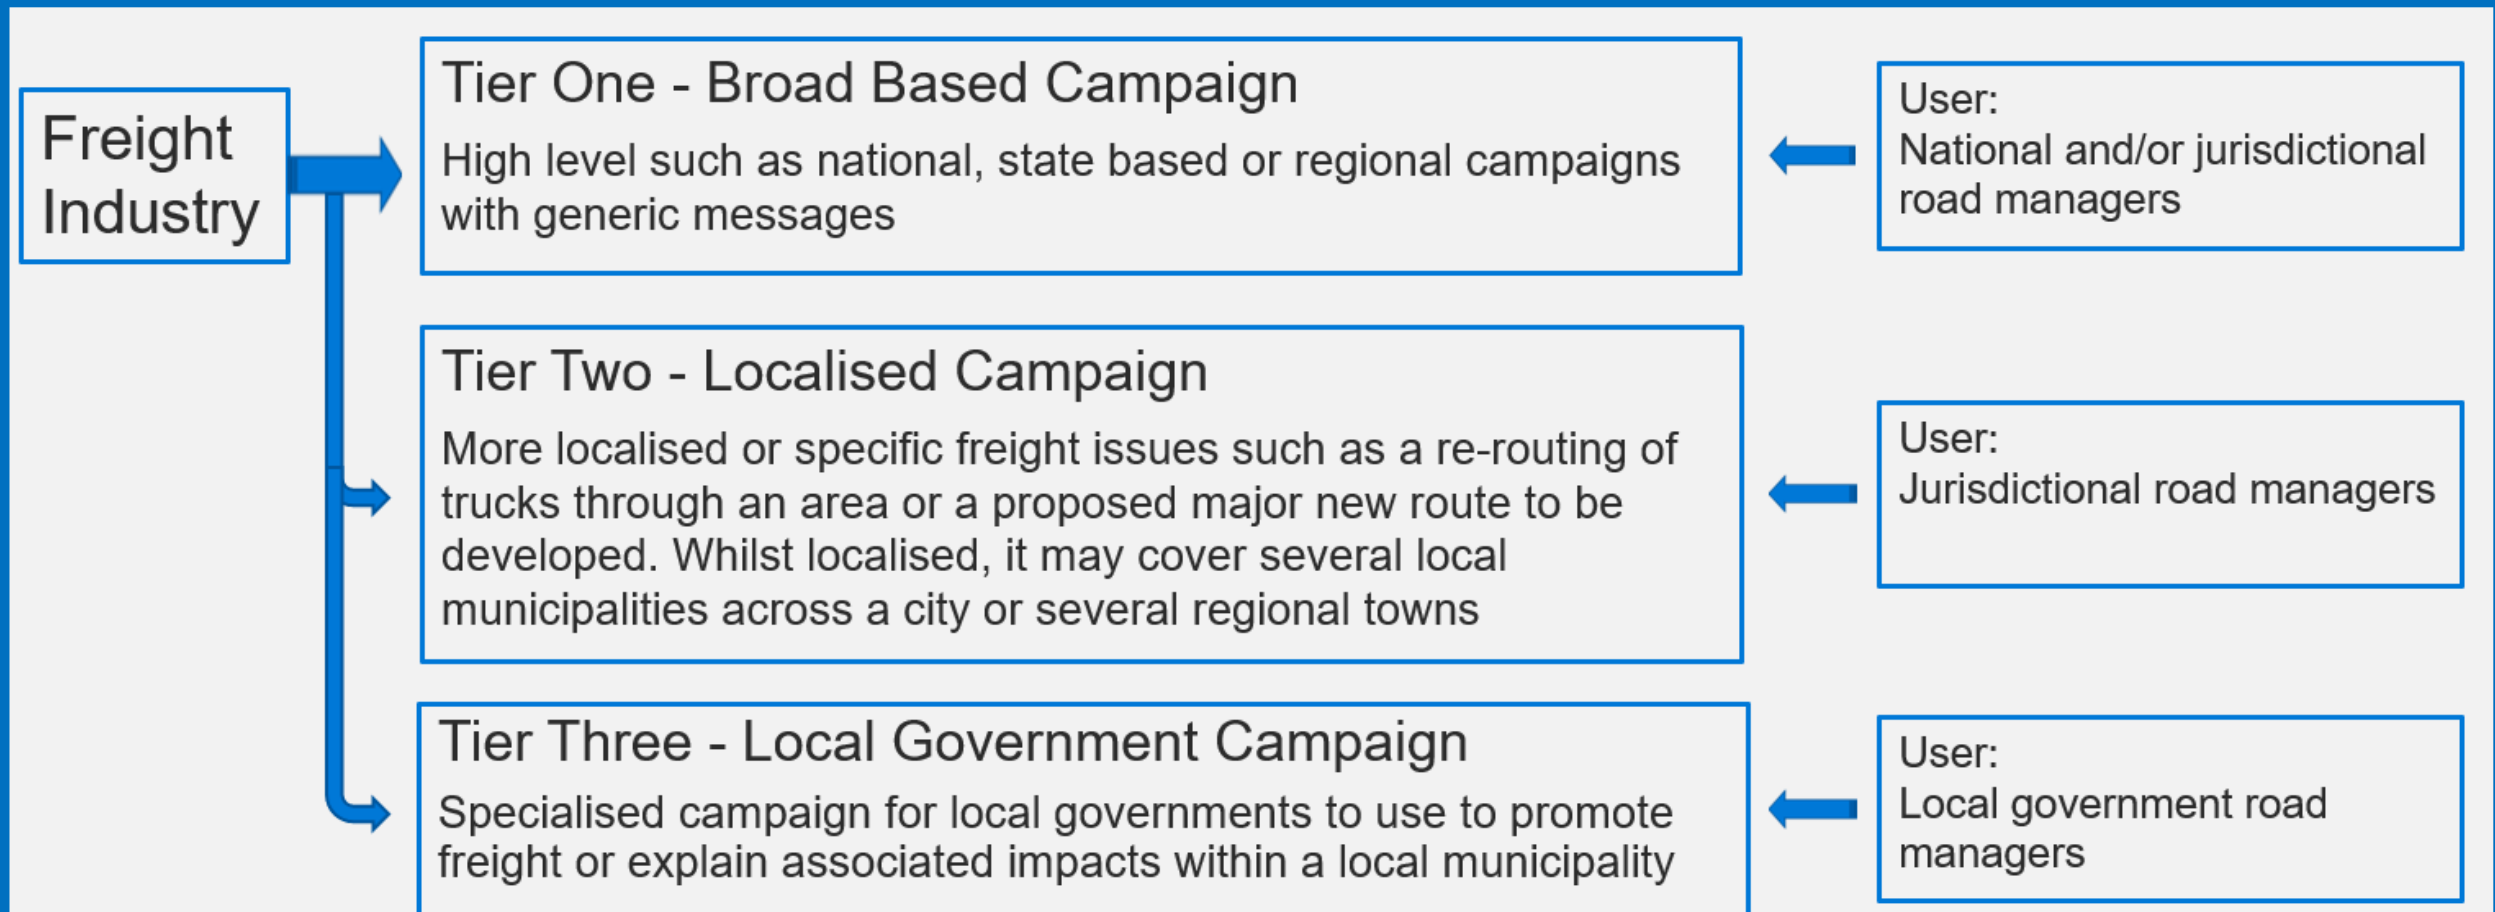 Freight
Industry
Tier One - Broad Based Campaign
High level such as national, state based or regional campaigns
with generic messages
User:
National and/or jurisdictional
road managers
Tier Two - Localised Campaign
More localised or specific freight issues such as a re-routing of
trucks through an area or a proposed major new route to be
developed. Whilst localised, it may cover several local
municipalities across a city or several regional towns
User:
Jurisdictional road managers
Tier Three - Local Government Campaign
Specialised campaign for local governments to use to promote
freight or explain associated impacts within a local municipality
User:
Local government road
managers